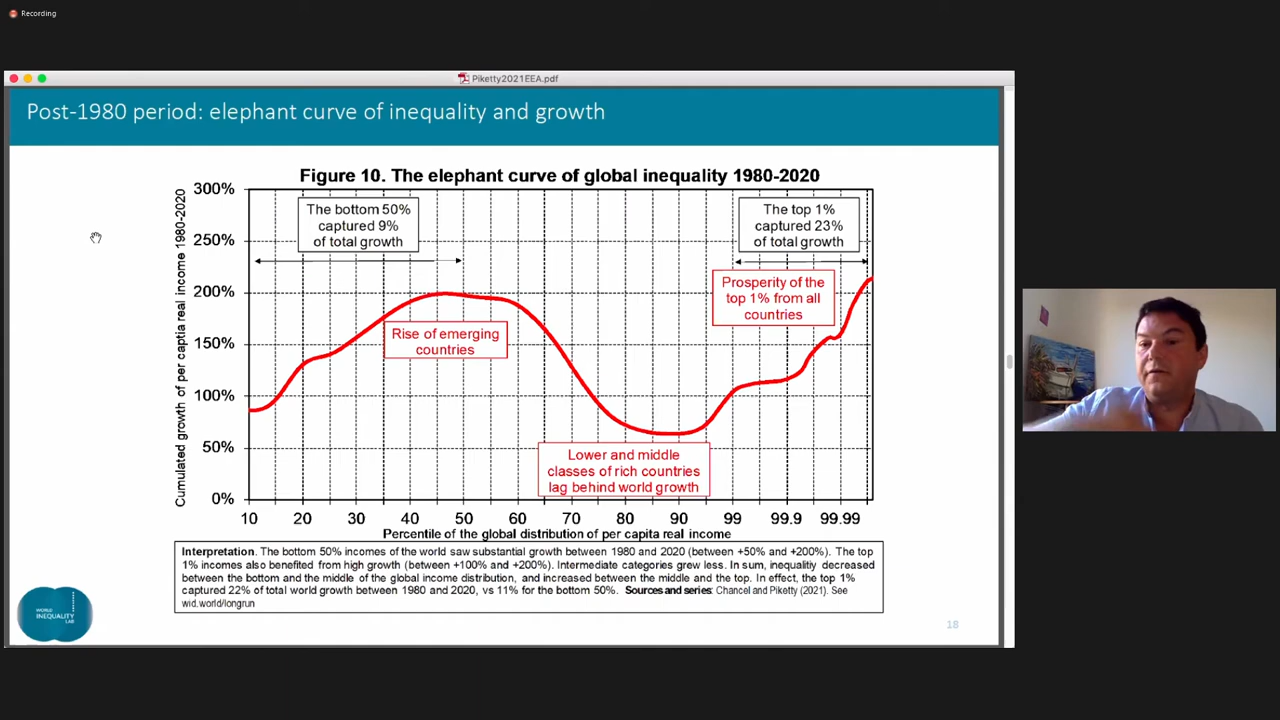 Recording
Piketty2021EEA.pdf
Post-1980 period: elephant curve of inequality and growth
Figure 10. The elephant curve of global inequality 1980-2020
Cumulated growth of per captia real income 1980-2020
300%
250%
200%
150%
100%
50%
0%
The bottom 50%
captured 9%
of total growth
The top 1%
captured 23%
of total growth
Prosperity of the
top 1% from all
countries
Rise of emerging
countries
Lower and middle
classes of rich countries
lag behind world growth
10 20 30 40 50 60 70 80 90 99 99.9 99.99
Percentile of the global distribution of per capita real income
Interpretation. The bottom 50% incomes of the world saw substantial growth between 1980 and 2020 (between +50% and +200%). The top
1% incomes also benefited from high growth (between +100% and +200%). Intermediate categories grew less. In sum, inequalitiy decreased
between the bottom and the middle of the global income distribution, and increased between the middle and the top. In effect, the top 1%
captured 22% of total world growth between 1980 and 2020, vs 11% for the bottom 50%. Sources and series: Chancel and Piketty (2021). See
wid.world/longrun
WORLD
INEQUALITY
LAB
18